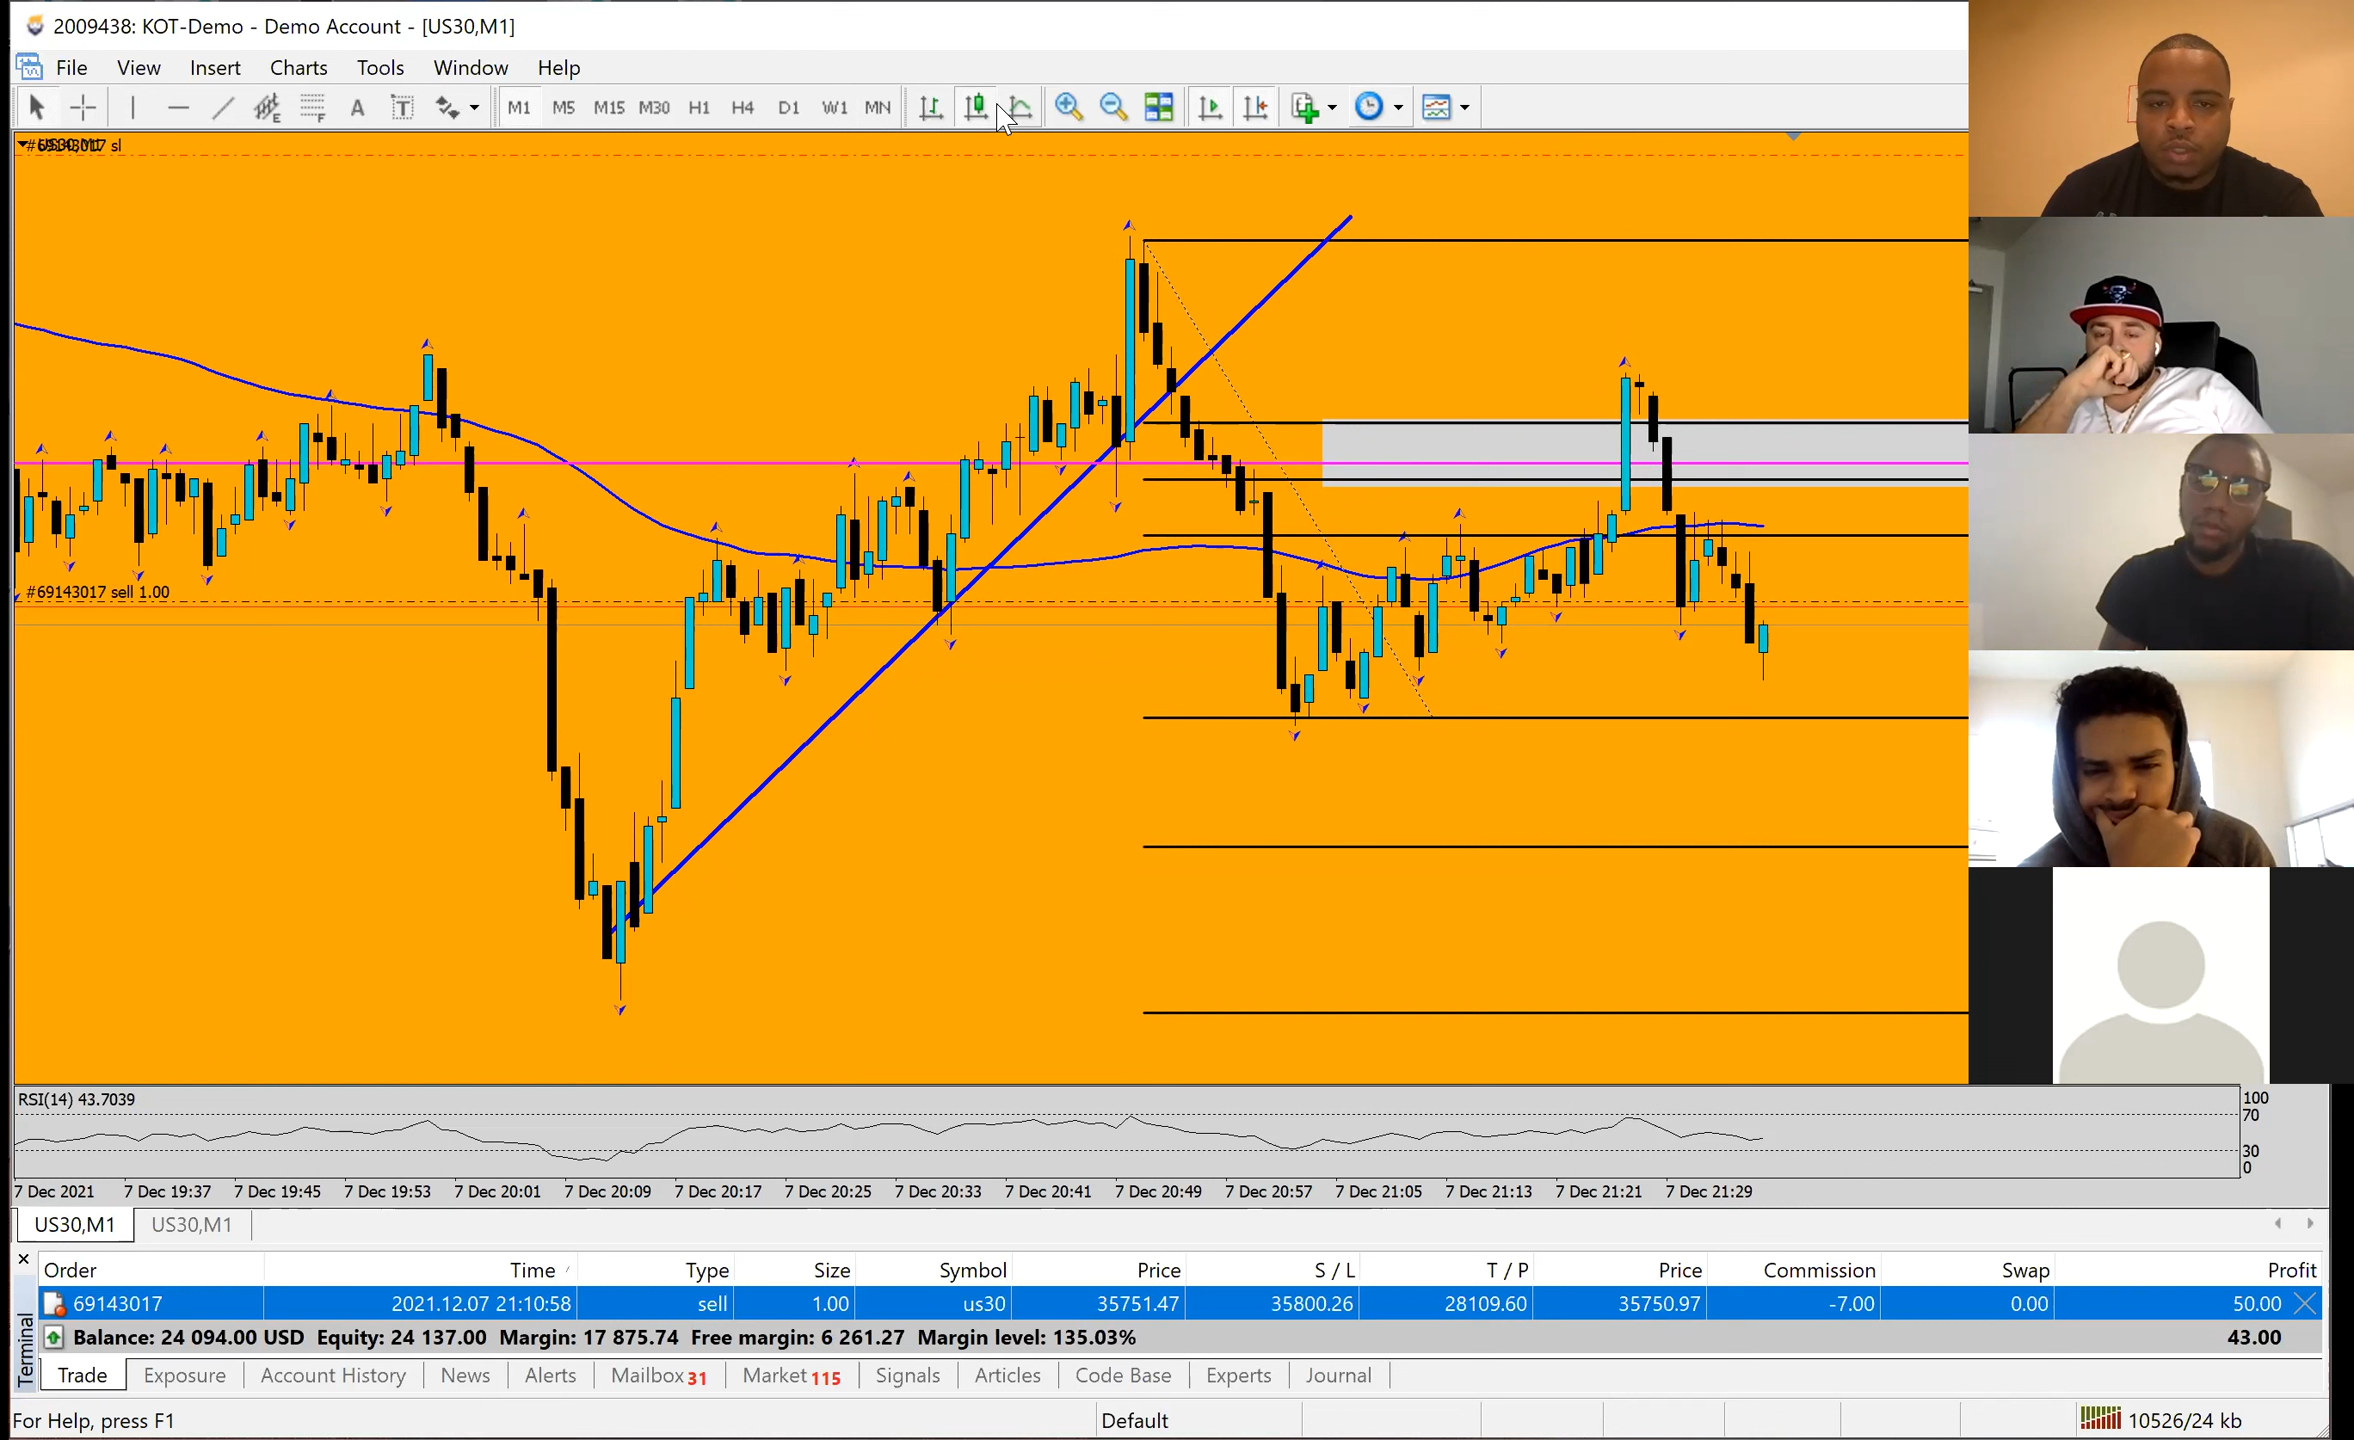 2009438: KOT-Demo - Demo Account - [US30,M1]
File View Insert Charts Tools Window Help
A T E F M1 M5 M15 M30 H1 H4 D1 W1 MN
#69143017 sl
#69143017 sell 1.00
RSI(14) 43.7039
100
70
30
0
7 Dec 2021 7 Dec 19:37 7 Dec 19:45 7 Dec 19:53 7 Dec 20:01 7 Dec 20:09 7 Dec 20:17 7 Dec 20:25 7 Dec 20:33 7 Dec 20:41 7 Dec 20:49 7 Dec 20:57 7 Dec 21:05 7 Dec 21:13 7 Dec 21:21 7 Dec 21:29
US30,M1 US30,M1
Order Time Type Size Symbol Price S / L T / P Price Commission Swap Profit
69143017 2021.12.07 21:10:58 sell 1.00 us30 35751.47 35800.26 28109.60 35750.97 -7.00 0.00 50.00
Balance: 24 094.00 USD Equity: 24 137.00 Margin: 17 875.74 Free margin: 6 261.27 Margin level: 135.03% 43.00
Terminal
Trade Exposure Account History News Alerts Mailbox 31 Market 115 Signals Articles Code Base Experts Journal
For Help, press F1 Default 10526/24 kb